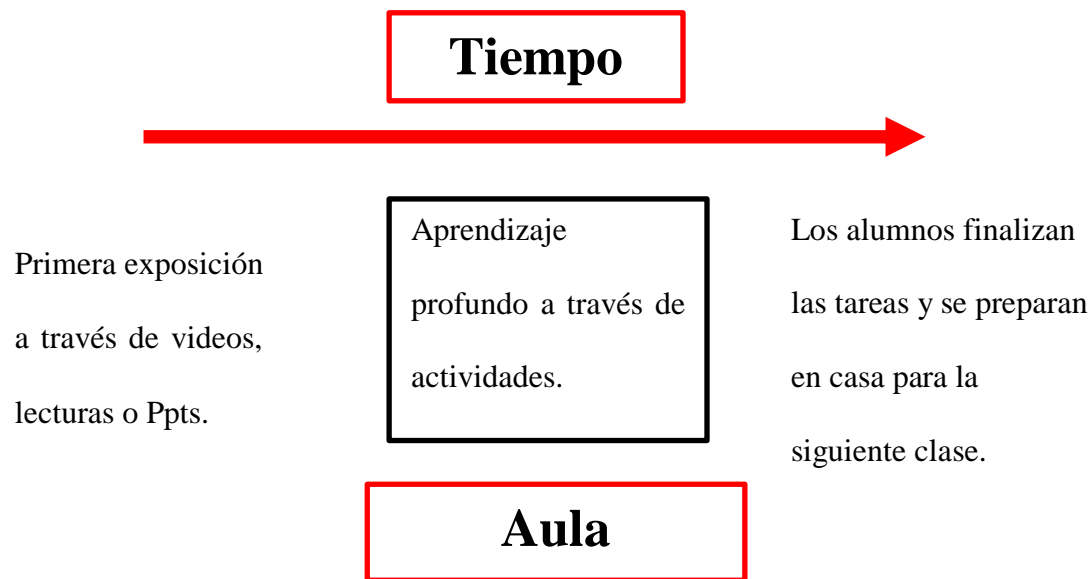 Tiempo
Primera exposición
a través de videos,
lecturas o Ppts.
Aprendizaje
profundo a través de
actividades.
Los alumnos finalizan
las tareas y se preparan
en casa para la
siguiente clase.
Aula